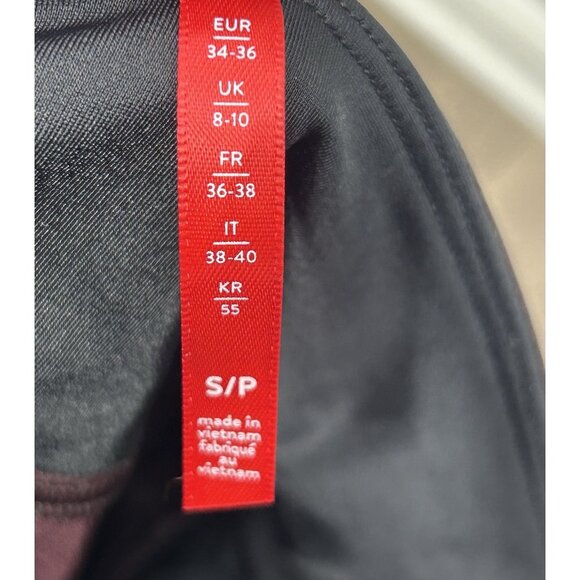 EUR
34-36
UK
8-10
FR
36-38
IT
38-40
KR
55
S/P
made in
vietnam
fabriqué
au
vietnam